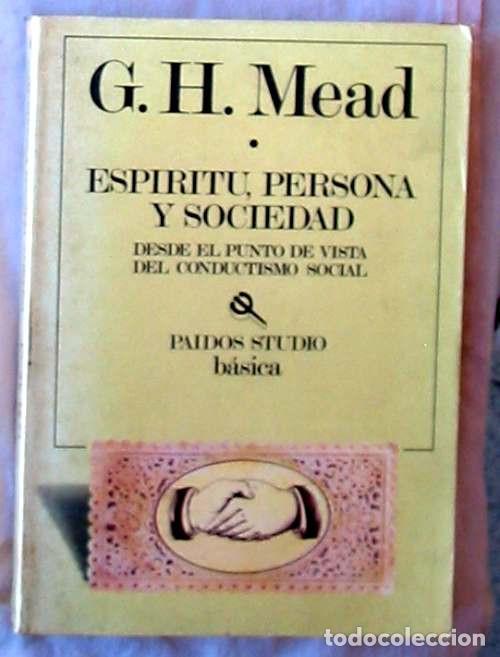 G. H. Mead
ESPIRITU, PERSONA
Y SOCIEDAD
DESDE EL PUNTO DE VISTA
DEL CONDUCTISMO SOCIAL
PAIDOS STUDIO
básica
todocoleccion